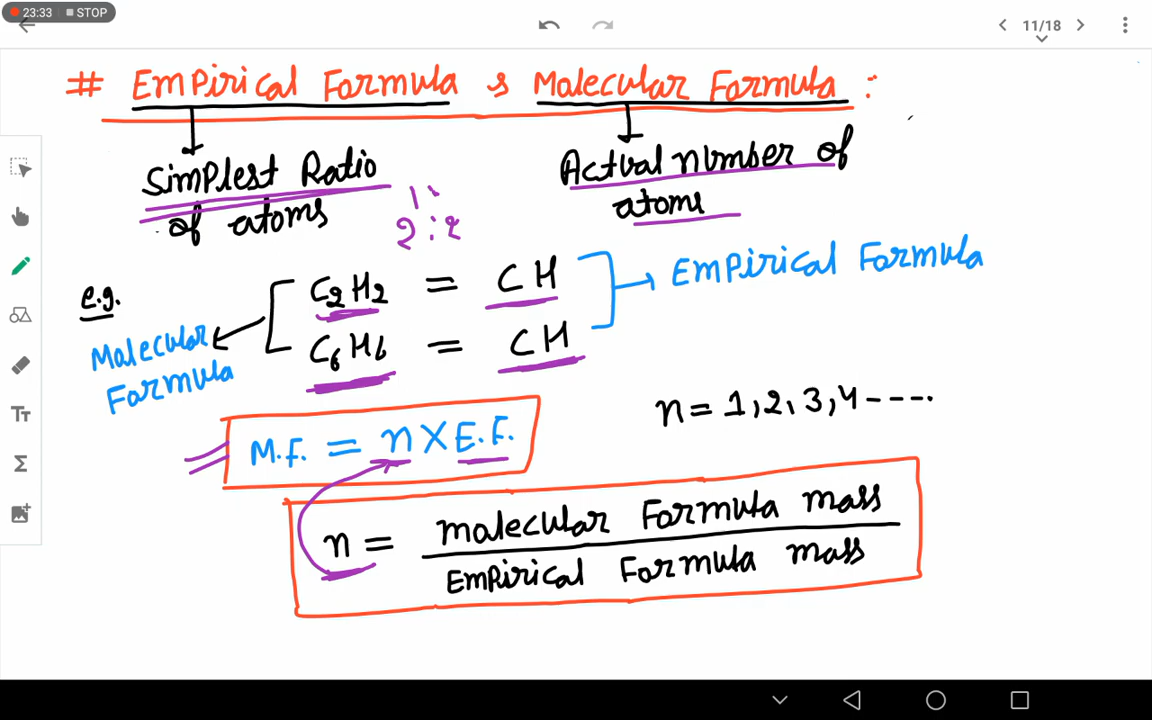 23:33 STOP
11/18
# Empirical Formula & Molecular Formula :
Simplest Ratio of atoms
Actual number of atoms
1:
2:2
e.g.
C2H2 = CH
C6H6 = CH
Empirical Formula
Molecular Formula
M.F. = n X E.F.
n = 1, 2, 3, 4 - - - -
n = molecular Formula mass
Empirical Formula mass
Tт
Σ